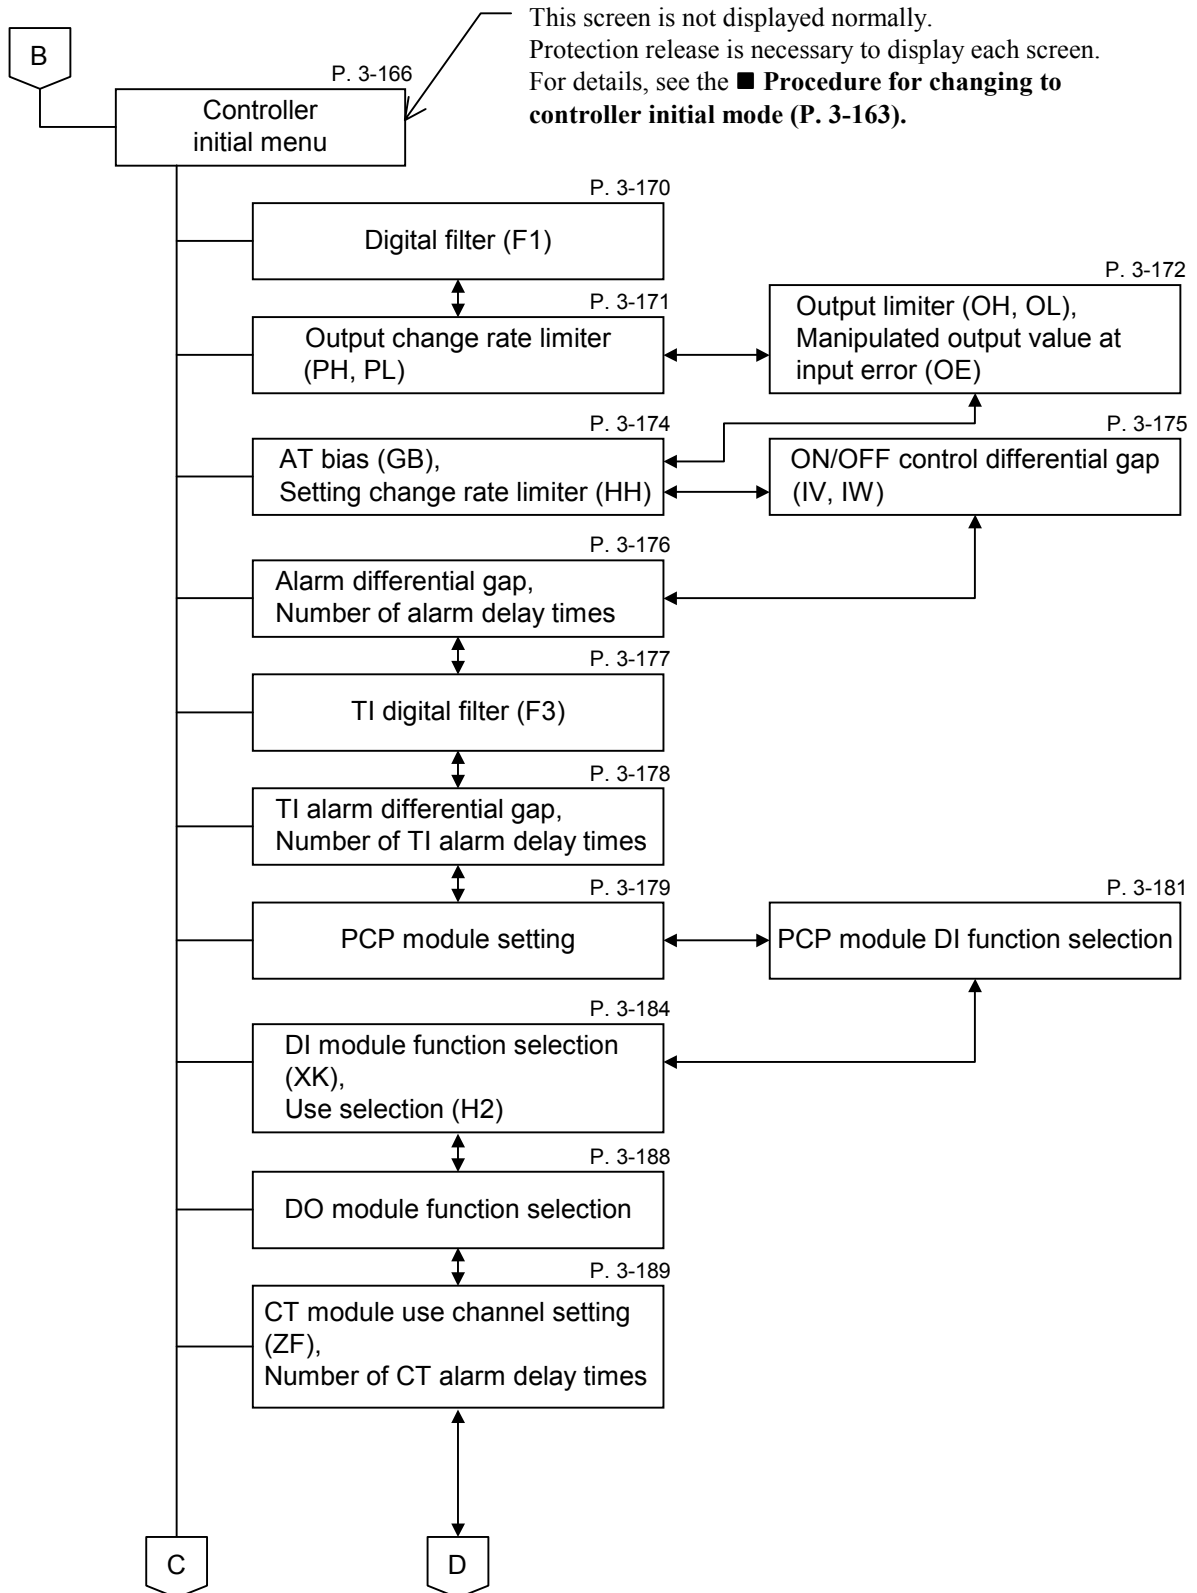 This screen is not displayed normally.
Protection release is necessary to display each screen.
For details, see the ■ Procedure for changing to
controller initial mode (P. 3-163).
B
P. 3-166
Controller
initial menu
P. 3-170
Digital filter (F1)
P. 3-171
Output change rate limiter
(PH, PL)
P. 3-172
Output limiter (OH, OL),
Manipulated output value at
input error (OE)
P. 3-174
AT bias (GB),
Setting change rate limiter (HH)
P. 3-175
ON/OFF control differential gap
(IV, IW)
P. 3-176
Alarm differential gap,
Number of alarm delay times
P. 3-177
TI digital filter (F3)
P. 3-178
TI alarm differential gap,
Number of TI alarm delay times
P. 3-179
PCP module setting
P. 3-181
PCP module DI function selection
P. 3-184
DI module function selection
(XK),
Use selection (H2)
P. 3-188
DO module function selection
P. 3-189
CT module use channel setting
(ZF),
Number of CT alarm delay times
C
D